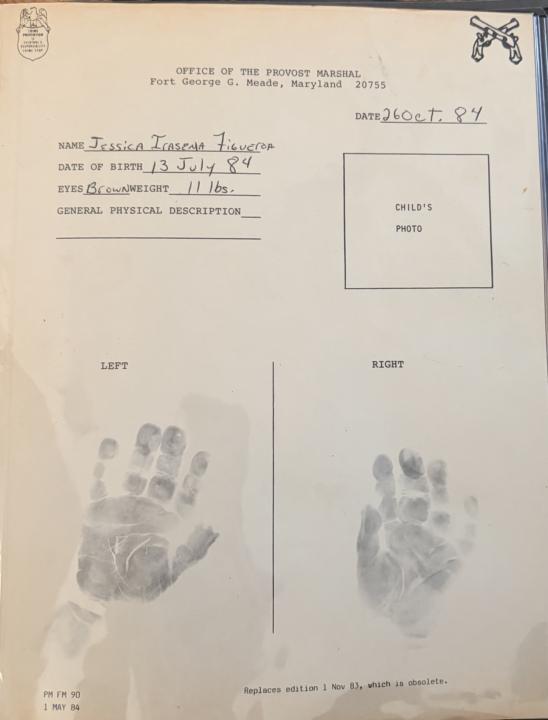 OFFICE OF THE PROVOST MARSHAL
Fort George G. Meade, Maryland 20755
DATE 26 Oct. 84
NAME Jessica Irasema Figueroa
DATE OF BIRTH 13 July 84
EYES Brown WEIGHT 11 lbs.
GENERAL PHYSICAL DESCRIPTION
CHILD'S
PHOTO
LEFT
RIGHT
PM FM 90
1 MAY 84
Replaces edition 1 Nov 83, which is obsolete.